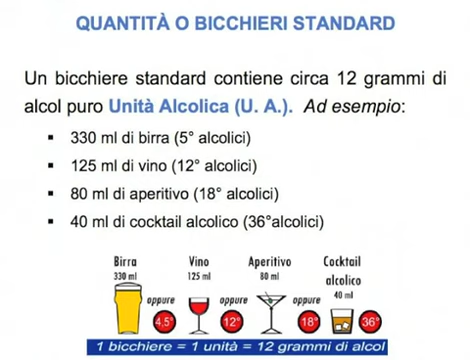 QUANTITÀ O BICCHIERI STANDARD
Un bicchiere standard contiene circa 12 grammi di
alcol puro Unità Alcolica (U. A.). Ad esempio:
▪ 330 ml di birra (5° alcolici)
▪ 125 ml di vino (12° alcolici)
▪ 80 ml di aperitivo (18° alcolici)
▪ 40 ml di cocktail alcolico (36°alcolici)
Birra
330 ml
4,5°
oppure
Vino
125 ml
12°
oppure
Aperitivo
80 ml
18°
oppure
Cocktail
alcolico
40 ml
36°
1 bicchiere = 1 unità = 12 grammi di alcol